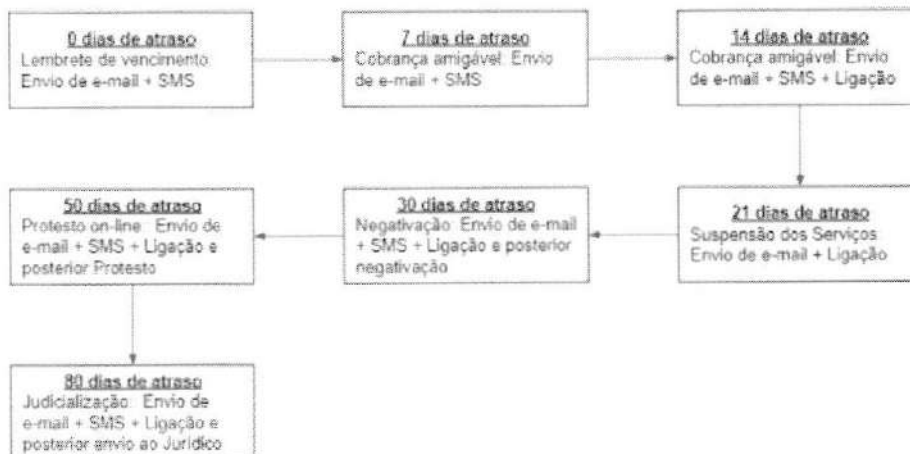 0 dias de atraso
Lembrete de vencimento:
Envio de e-mail + SMS
7 dias de atraso
Cobrança amigável: Envio
de e-mail + SMS
14 dias de atraso
Cobrança amigável: Envio
de e-mail + SMS + Ligação
21 dias de atraso
Suspensão dos Serviços
Envio de e-mail + Ligação
30 dias de atraso
Negativação: Envio de e-mail
+ SMS + Ligação e posterior
negativação
50 dias de atraso
Protesto on-line: Envio de
e-mail + SMS + Ligação e
posterior Protesto
80 dias de atraso
Judicialização: Envio de
e-mail + SMS + Ligação e
posterior envio ao Jurídico